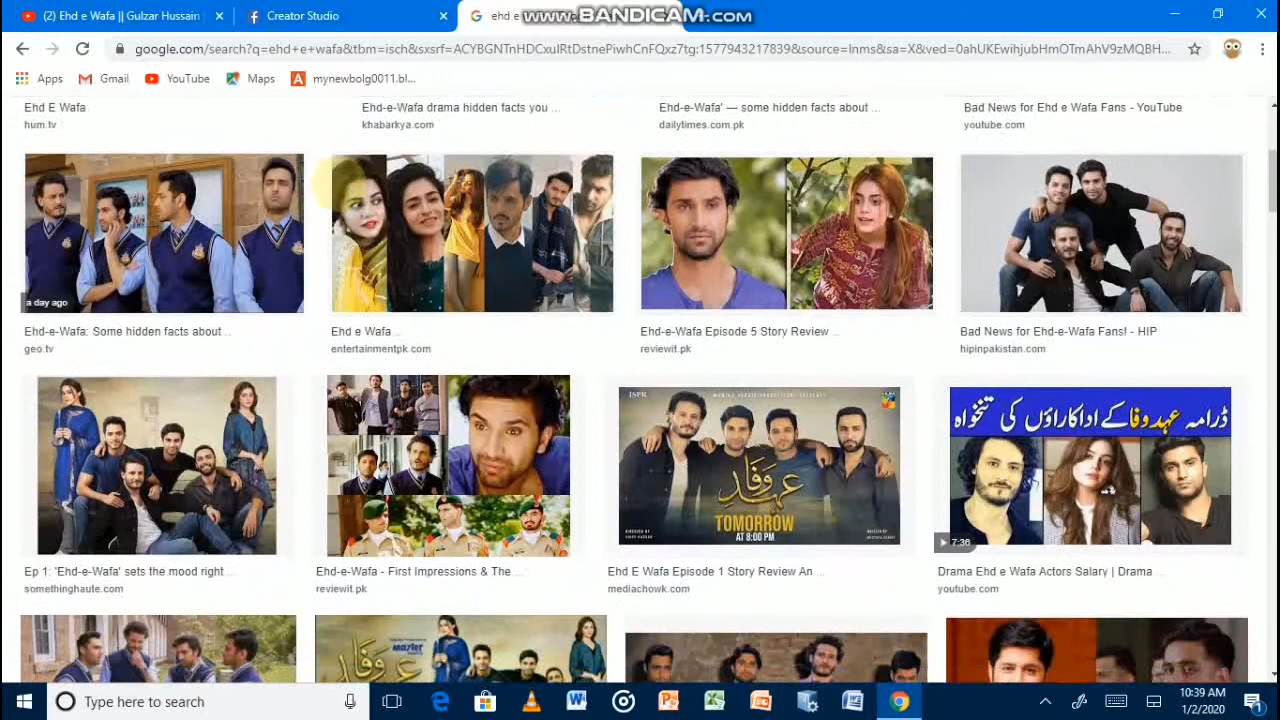 (2) Ehd e Wafa || Gulzar Hussain
Creator Studio
ehd e
www.BANDICAM.com
google.com/search?q=ehd+e+wafa&tbm=isch&sxsrf=ACYBGNTnHDCxuIRtDstnePiwhCnFQxz7tg:1577943217839&source=lnms&sa=X&ved=0ahUKEwihjubHmOTmAhV9zMQBH...
Apps
Gmail
YouTube
Maps
mynewbolg0011.bl...
Ehd E Wafa
hum.tv
Ehd-e-Wafa drama hidden facts you ...
khabarkya.com
Ehd-e-Wafa' — some hidden facts about ...
dailytimes.com.pk
Bad News for Ehd e Wafa Fans - YouTube
youtube.com
a day ago
Ehd-e-Wafa: Some hidden facts about ...
geo.tv
Ehd e Wafa...
entertainmentpk.com
Ehd-e-Wafa Episode 5 Story Review ...
reviewit.pk
Bad News for Ehd-e-Wafa Fans! - HIP
hipinpakistan.com
ISPR
عہدِ وفا
TOMORROW
AT 8:00 PM
ڈرامہ عہد وفا کے اداکاراؤں کی تنخواہ
7:36
Ep 1: 'Ehd-e-Wafa' sets the mood right ...
somethinghaute.com
Ehd-e-Wafa - First Impressions & The ...
reviewit.pk
Ehd E Wafa Episode 1 Story Review An ...
mediachowk.com
Drama Ehd e Wafa Actors Salary | Drama ...
youtube.com
Master
عہدِ وفا
Type here to search
10:39 AM
1/2/2020
1